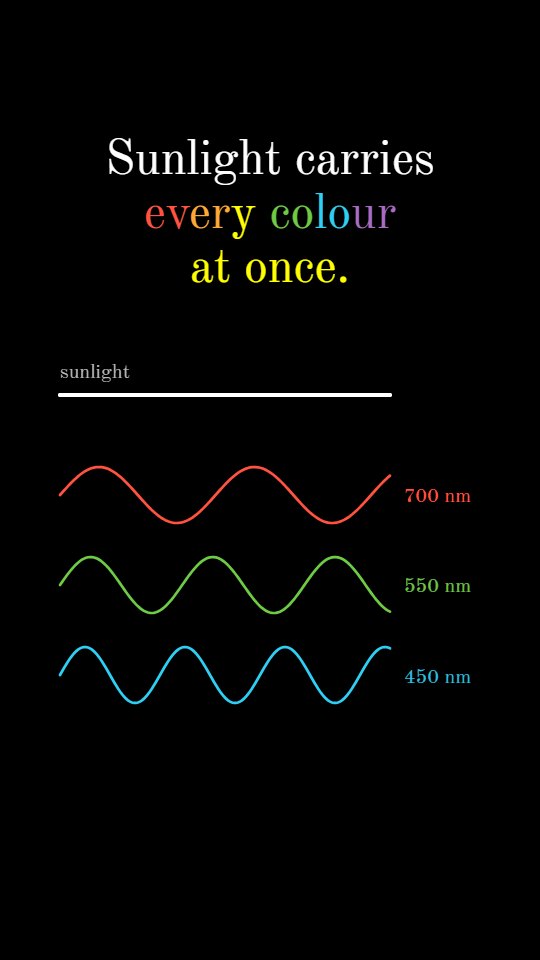 Sunlight carries
every colour
at once.
sunlight
700 nm
550 nm
450 nm